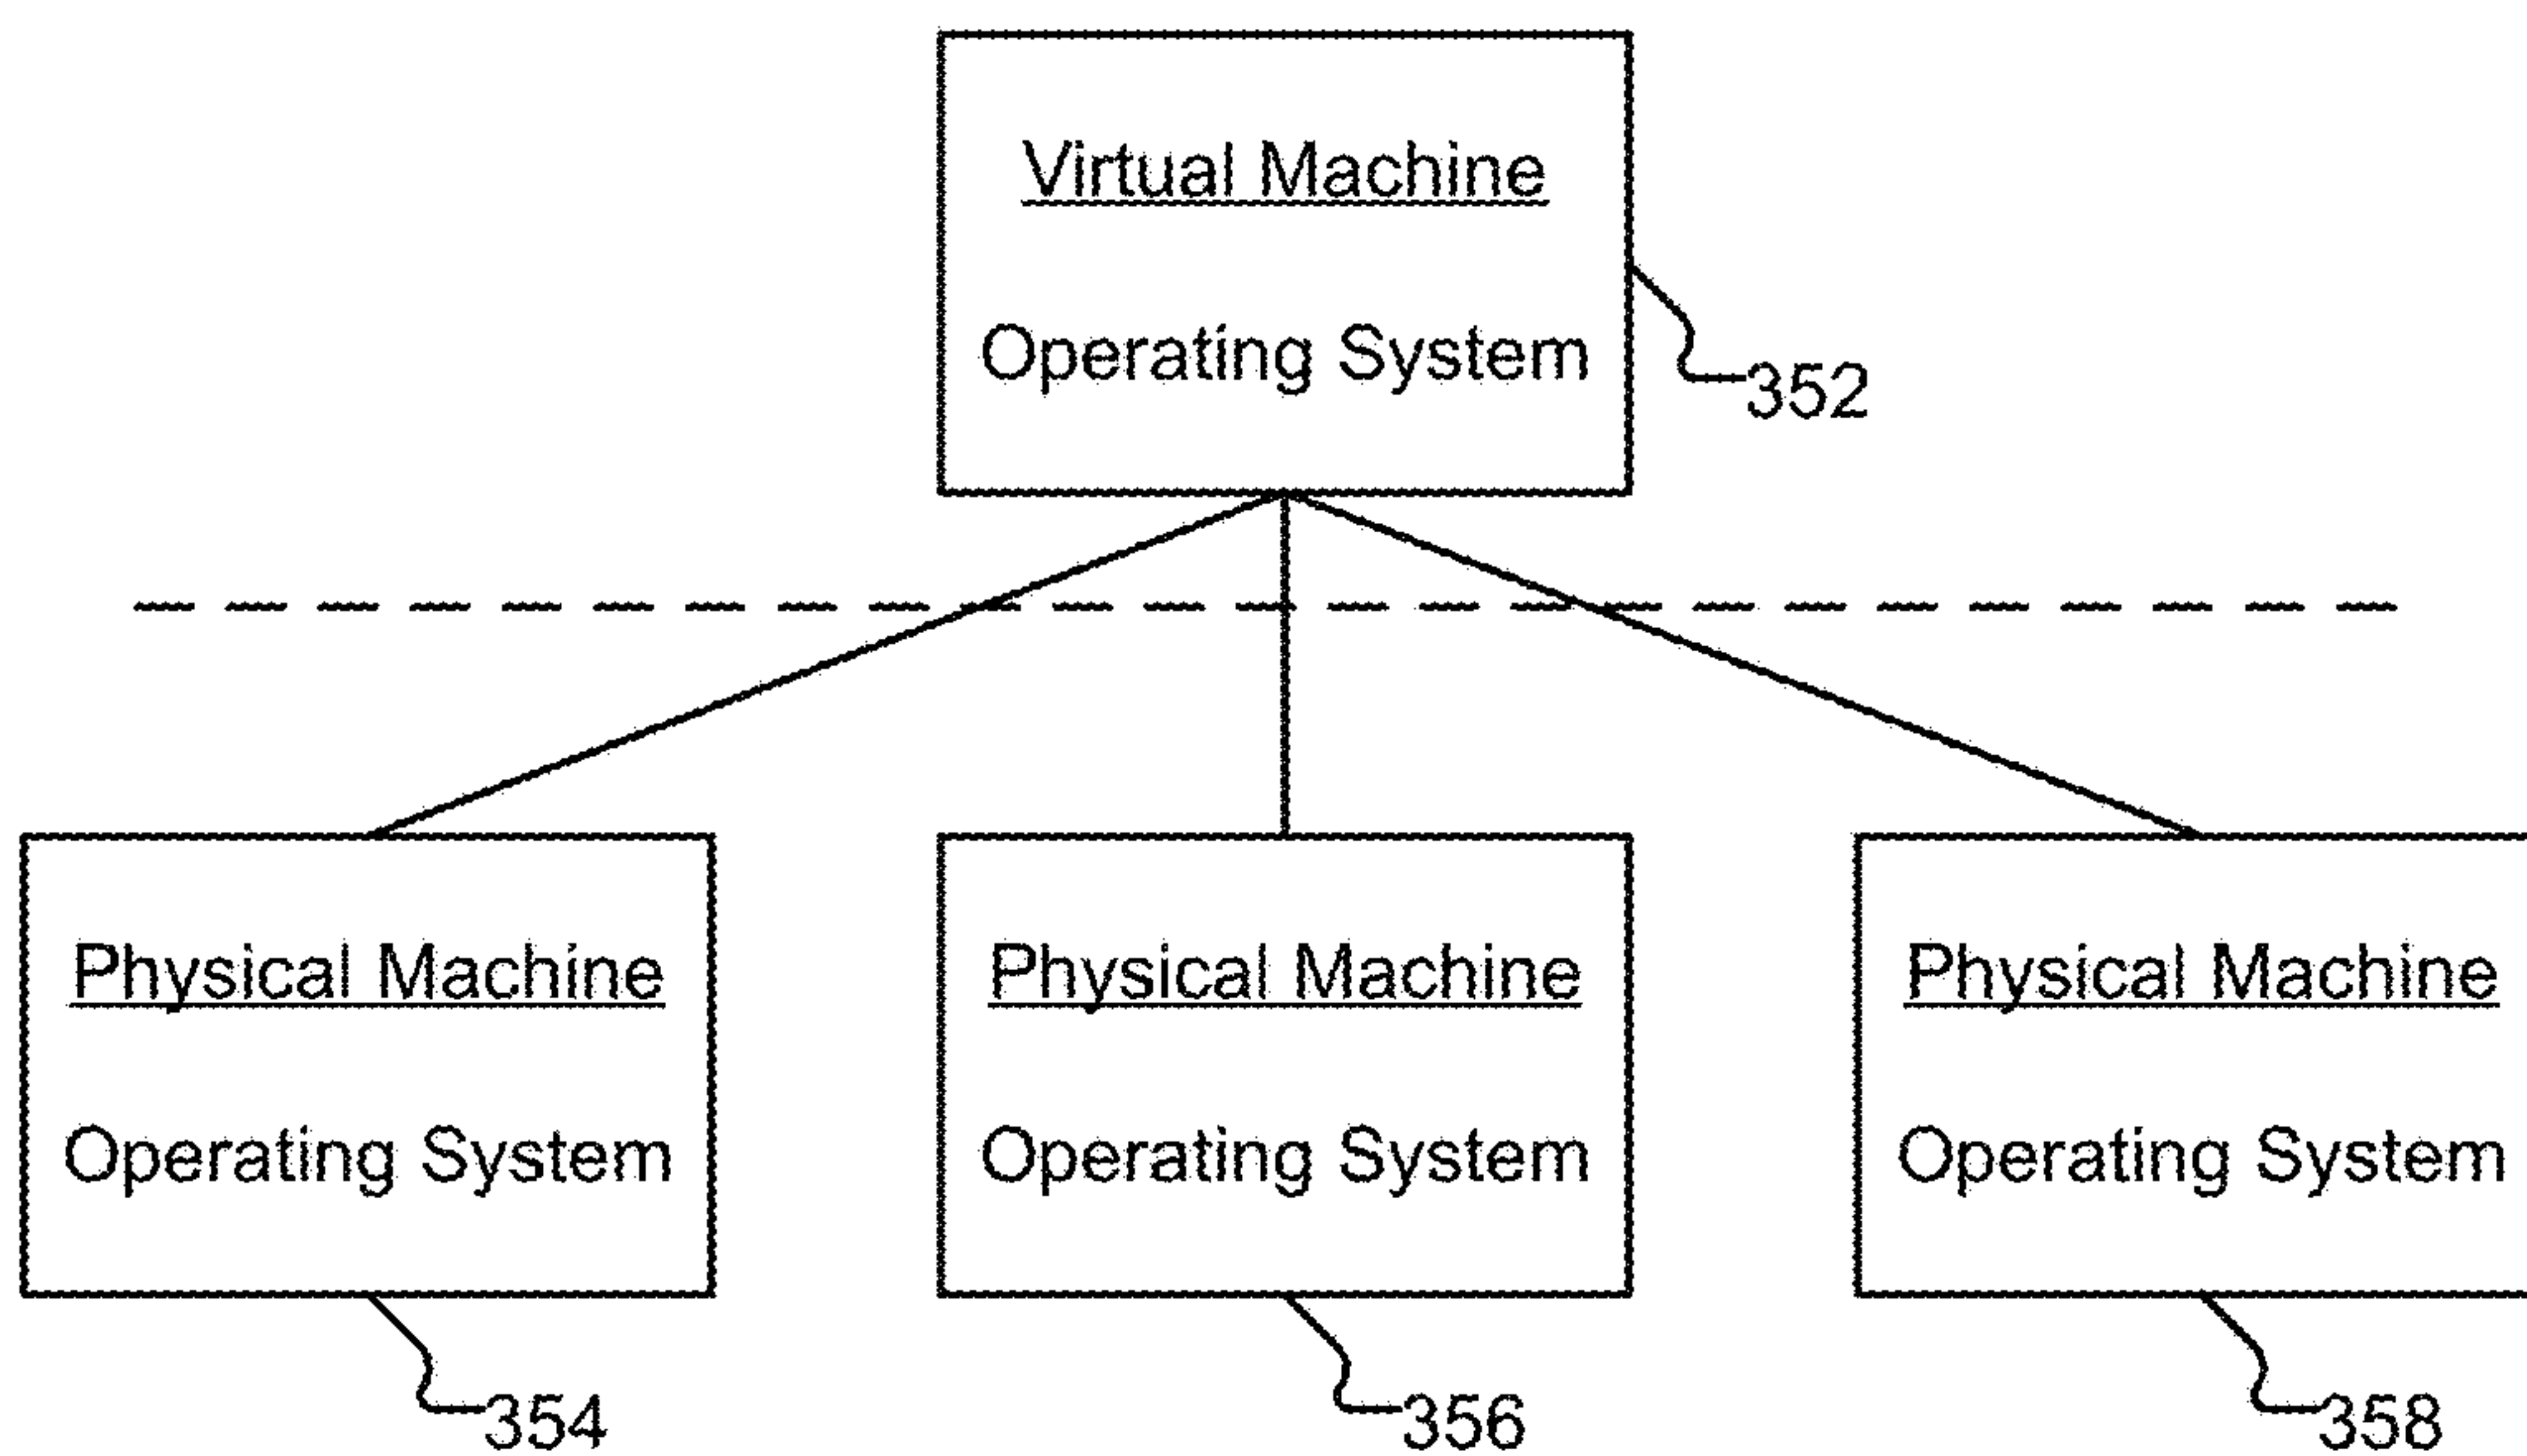 Virtual Machine
Operating System
352
Physical Machine
Operating System
354
Physical Machine
Operating System
356
Physical Machine
Operating System
358